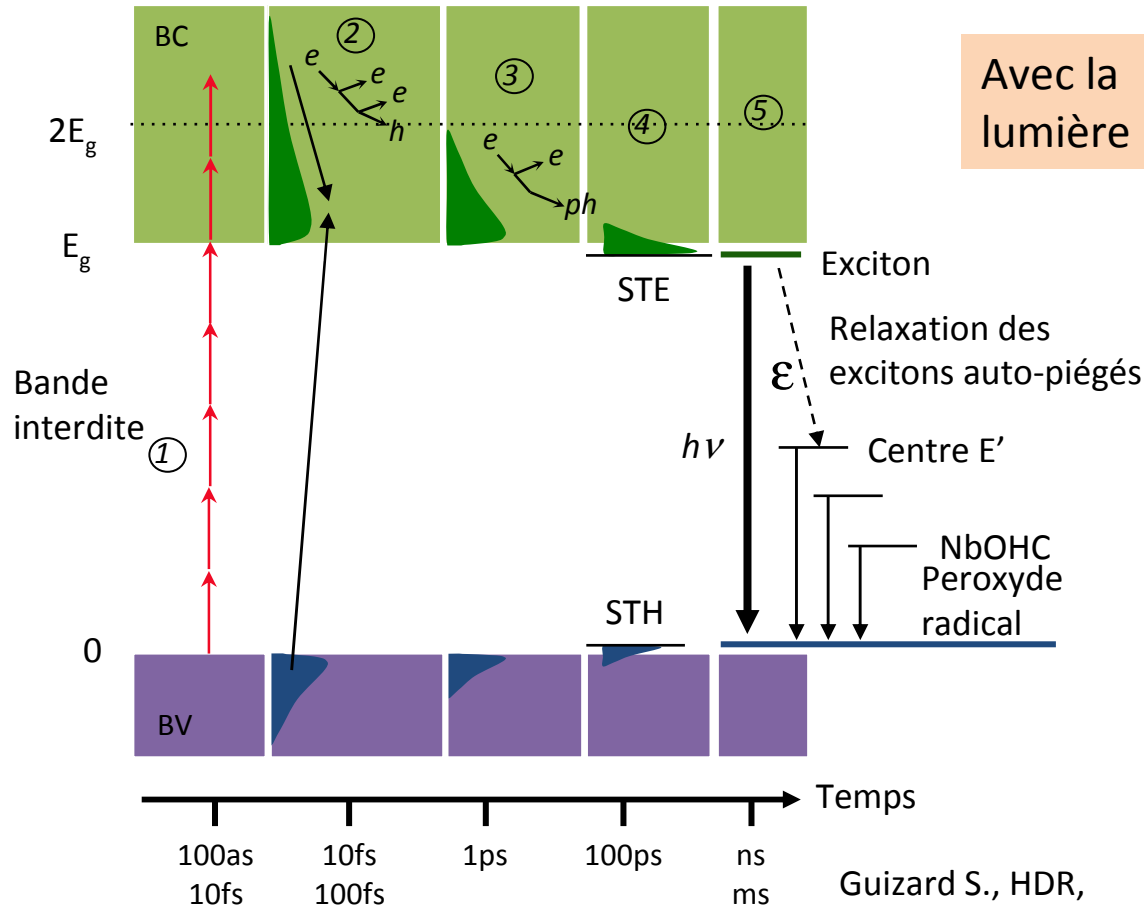 BC
②
③
④
⑤
e
e
e
h
e
e
ph
Avec la
lumière
2E_g
E_g
STE
Exciton
Relaxation des
excitons auto-piégés
ε
Bande
interdite
①
hν
Centre E’
NbOHC
Peroxyde
radical
STH
0
BV
Temps
100as
10fs
10fs
100fs
1ps
100ps
ns
ms
Guizard S., HDR,